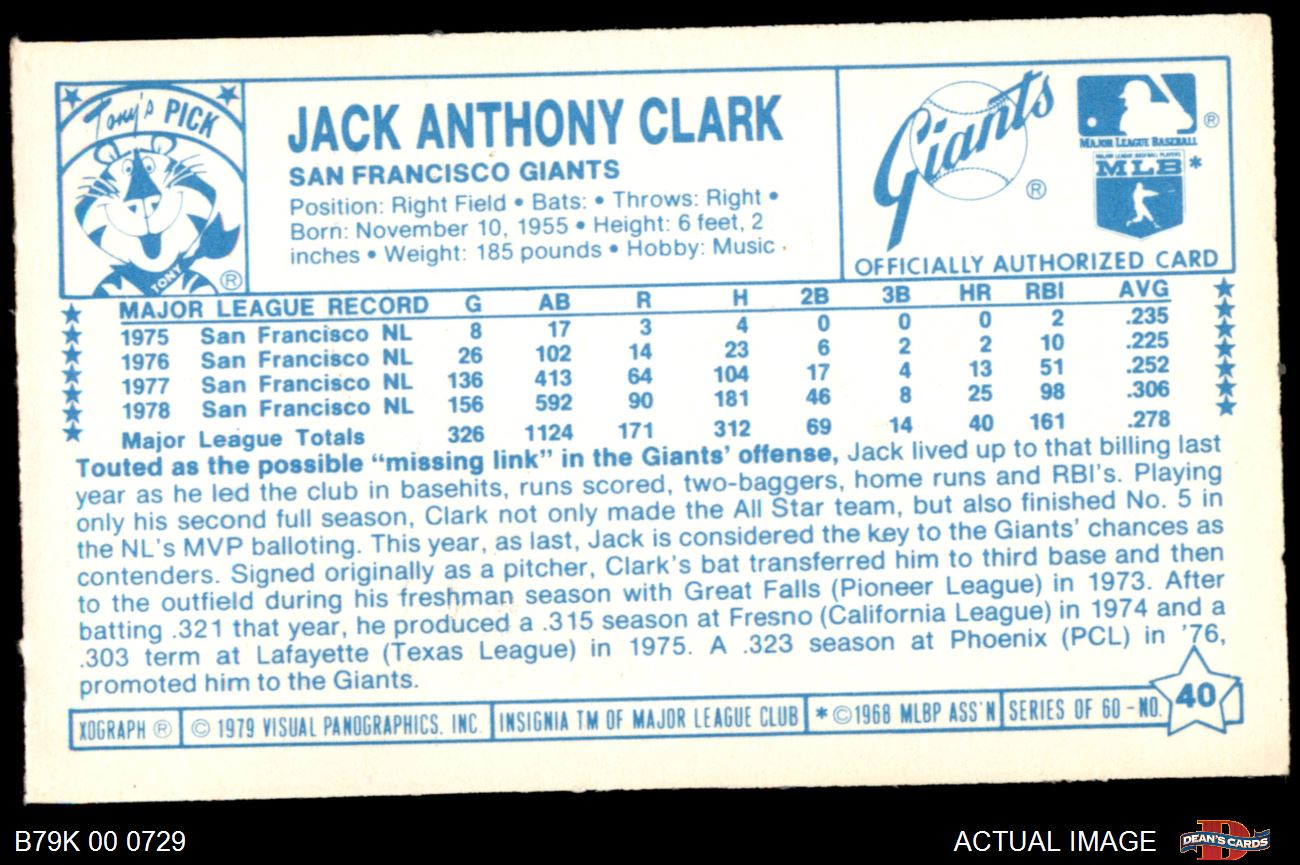 Tony's PICK
TONY
®
JACK ANTHONY CLARK
SAN FRANCISCO GIANTS
Position: Right Field • Bats: • Throws: Right •
Born: November 10, 1955 • Height: 6 feet, 2
inches • Weight: 185 pounds • Hobby: Music .
Giants
®
MAJOR LEAGUE BASEBALL
®
MAJOR LEAGUE BASEBALL PLAYERS
MLB *
OFFICIALLY AUTHORIZED CARD
MAJOR LEAGUE RECORD G AB R H 2B 3B HR RBI AVG
1975 San Francisco NL 8 17 3 4 0 0 0 2 .235
1976 San Francisco NL 26 102 14 23 6 2 2 10 .225
1977 San Francisco NL 136 413 64 104 17 4 13 51 .252
1978 San Francisco NL 156 592 90 181 46 8 25 98 .306
Major League Totals 326 1124 171 312 69 14 40 161 .278
Touted as the possible “missing link” in the Giants’ offense, Jack lived up to that billing last
year as he led the club in basehits, runs scored, two-baggers, home runs and RBI’s. Playing
only his second full season, Clark not only made the All Star team, but also finished No. 5 in
the NL’s MVP balloting. This year, as last, Jack is considered the key to the Giants’ chances as
contenders. Signed originally as a pitcher, Clark’s bat transferred him to third base and then
to the outfield during his freshman season with Great Falls (Pioneer League) in 1973. After
batting .321 that year, he produced a .315 season at Fresno (California League) in 1974 and a
.303 term at Lafayette (Texas League) in 1975. A .323 season at Phoenix (PCL) in ’76,
promoted him to the Giants.
XOGRAPH ® © 1979 VISUAL PANOGRAPHICS, INC. INSIGNIA TM OF MAJOR LEAGUE CLUB * ©1968 MLBP ASS'N SERIES OF 60 - NO. 40
B79K 00 0729
ACTUAL IMAGE
DEAN'S CARDS